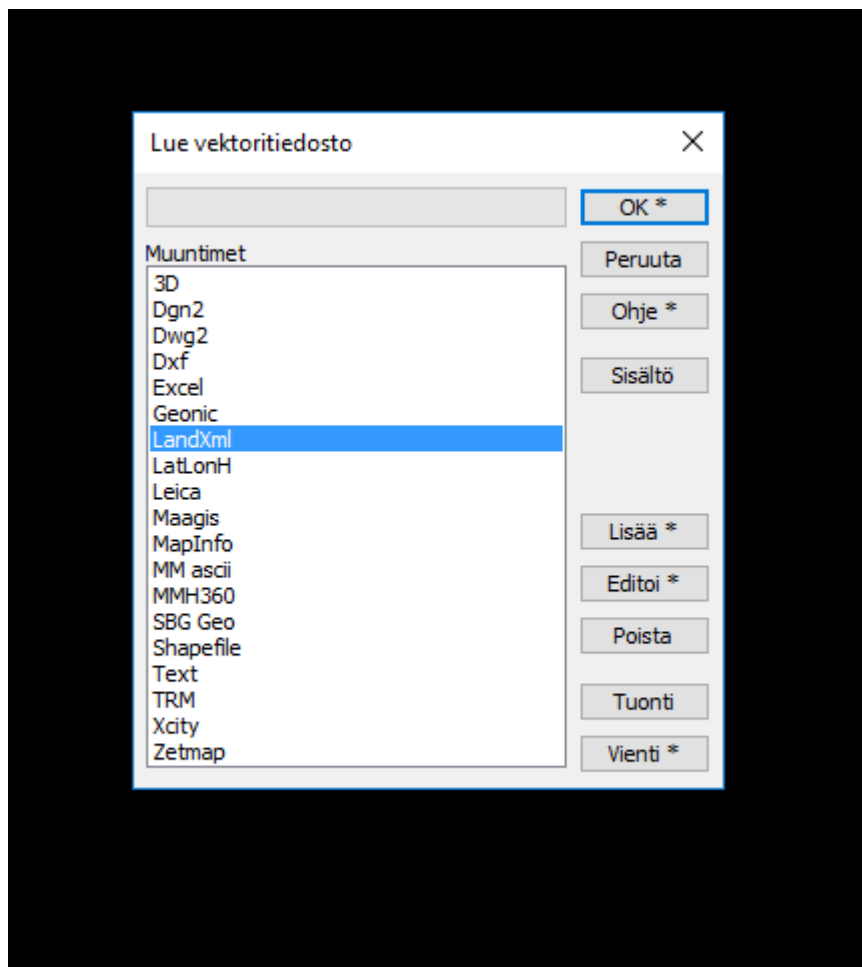 Lue vektoritiedosto
OK *
Muuntimet
Peruuta
3D
Dgn2
Ohje *
Dwg2
Dxf
Sisältö
Excel
Geonic
LandXml
LatLonH
Leica
Maagis
Lisää *
MapInfo
MM ascii
Editoi *
MMH360
SBG Geo
Poista
Shapefile
Text
TRM
Tuonti
Xcity
Zetmap
Vienti *